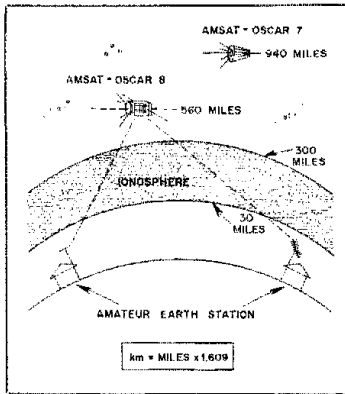 AMSAT-OSCAR 7
940 MILES
AMSAT-OSCAR 8
560 MILES
300 MILES
IONOSPHERE
30 MILES
AMATEUR EARTH STATION
km = MILES x 1.609